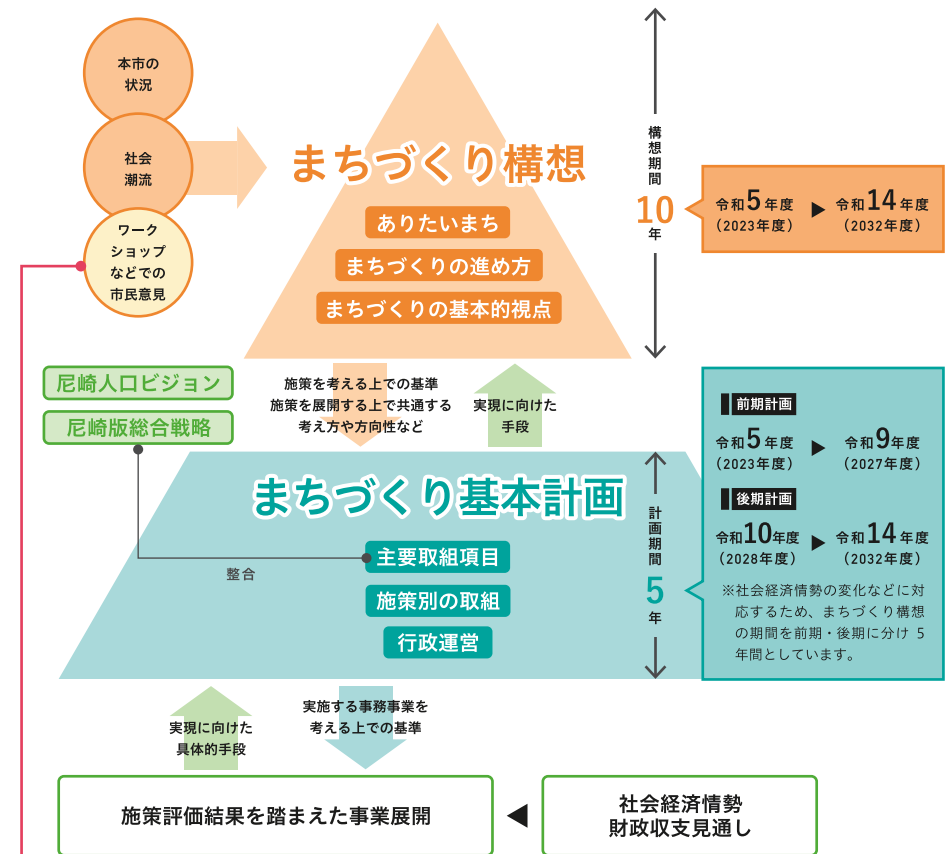 本市の
状況
社会
潮流
ワーク
ショップ
などでの
市民意見
まちづくり構想
ありたいまち
まちづくりの進め方
まちづくりの基本的視点
構想期間
10
年
令和5年度
(2023年度)
▶
令和14年度
(2032年度)
尼崎人口ビジョン
尼崎版総合戦略
施策を考える上での基準
施策を展開する上で共通する
考え方や方向性など
実現に向けた
手段
まちづくり基本計画
主要取組項目
整合
施策別の取組
行政運営
計画期間
5
年
前期計画
令和5年度
(2023年度)
▶
令和9年度
(2027年度)
後期計画
令和10年度
(2028年度)
▶
令和14年度
(2032年度)
※社会経済情勢の変化などに対
応するため、まちづくり構想
の期間を前期・後期に分け 5
年間としています。
実現に向けた
具体的手段
実施する事務事業を
考える上での基準
施策評価結果を踏まえた事業展開
社会経済情勢
財政収支見通し